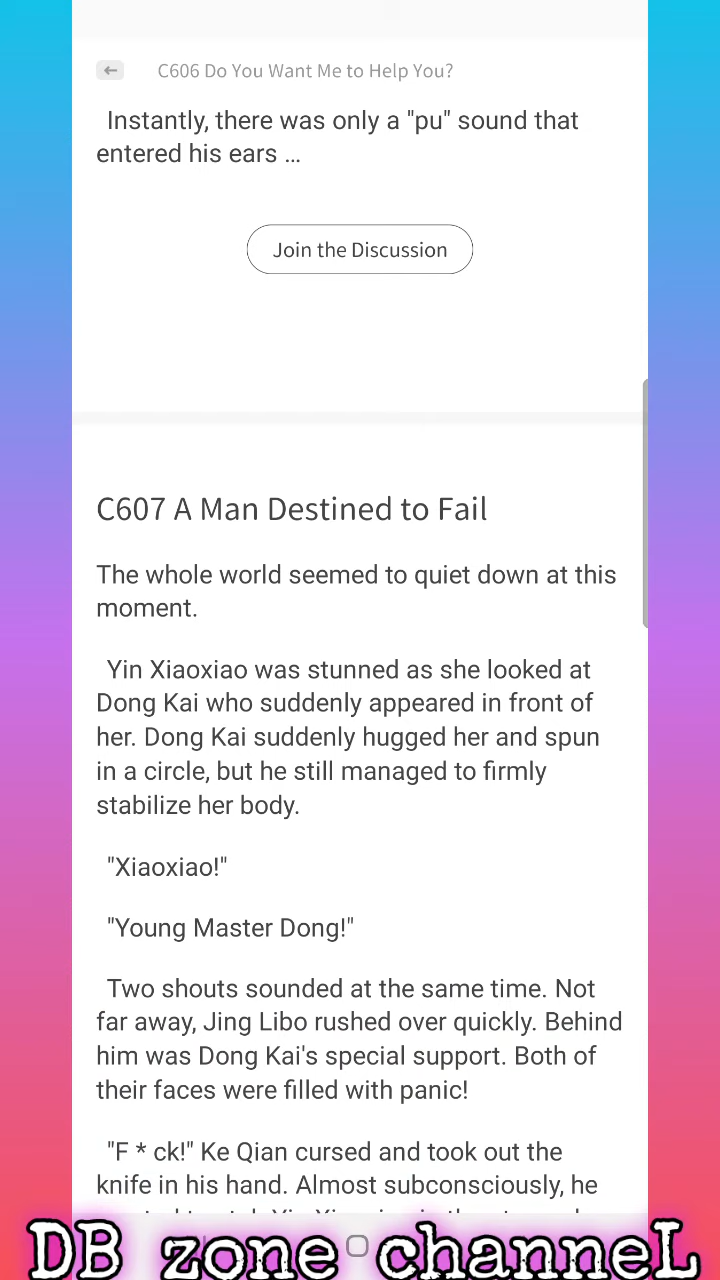 C606 Do You Want Me to Help You?
Instantly, there was only a "pu" sound that
entered his ears ...
Join the Discussion
C607 A Man Destined to Fail
The whole world seemed to quiet down at this
moment.
Yin Xiaoxiao was stunned as she looked at
Dong Kai who suddenly appeared in front of
her. Dong Kai suddenly hugged her and spun
in a circle, but he still managed to firmly
stabilize her body.
"Xiaoxiao!"
"Young Master Dong!"
Two shouts sounded at the same time. Not
far away, Jing Libo rushed over quickly. Behind
him was Dong Kai's special support. Both of
their faces were filled with panic!
"F * ck!" Ke Qian cursed and took out the
knife in his hand. Almost subconsciously, he
DB zone channeL